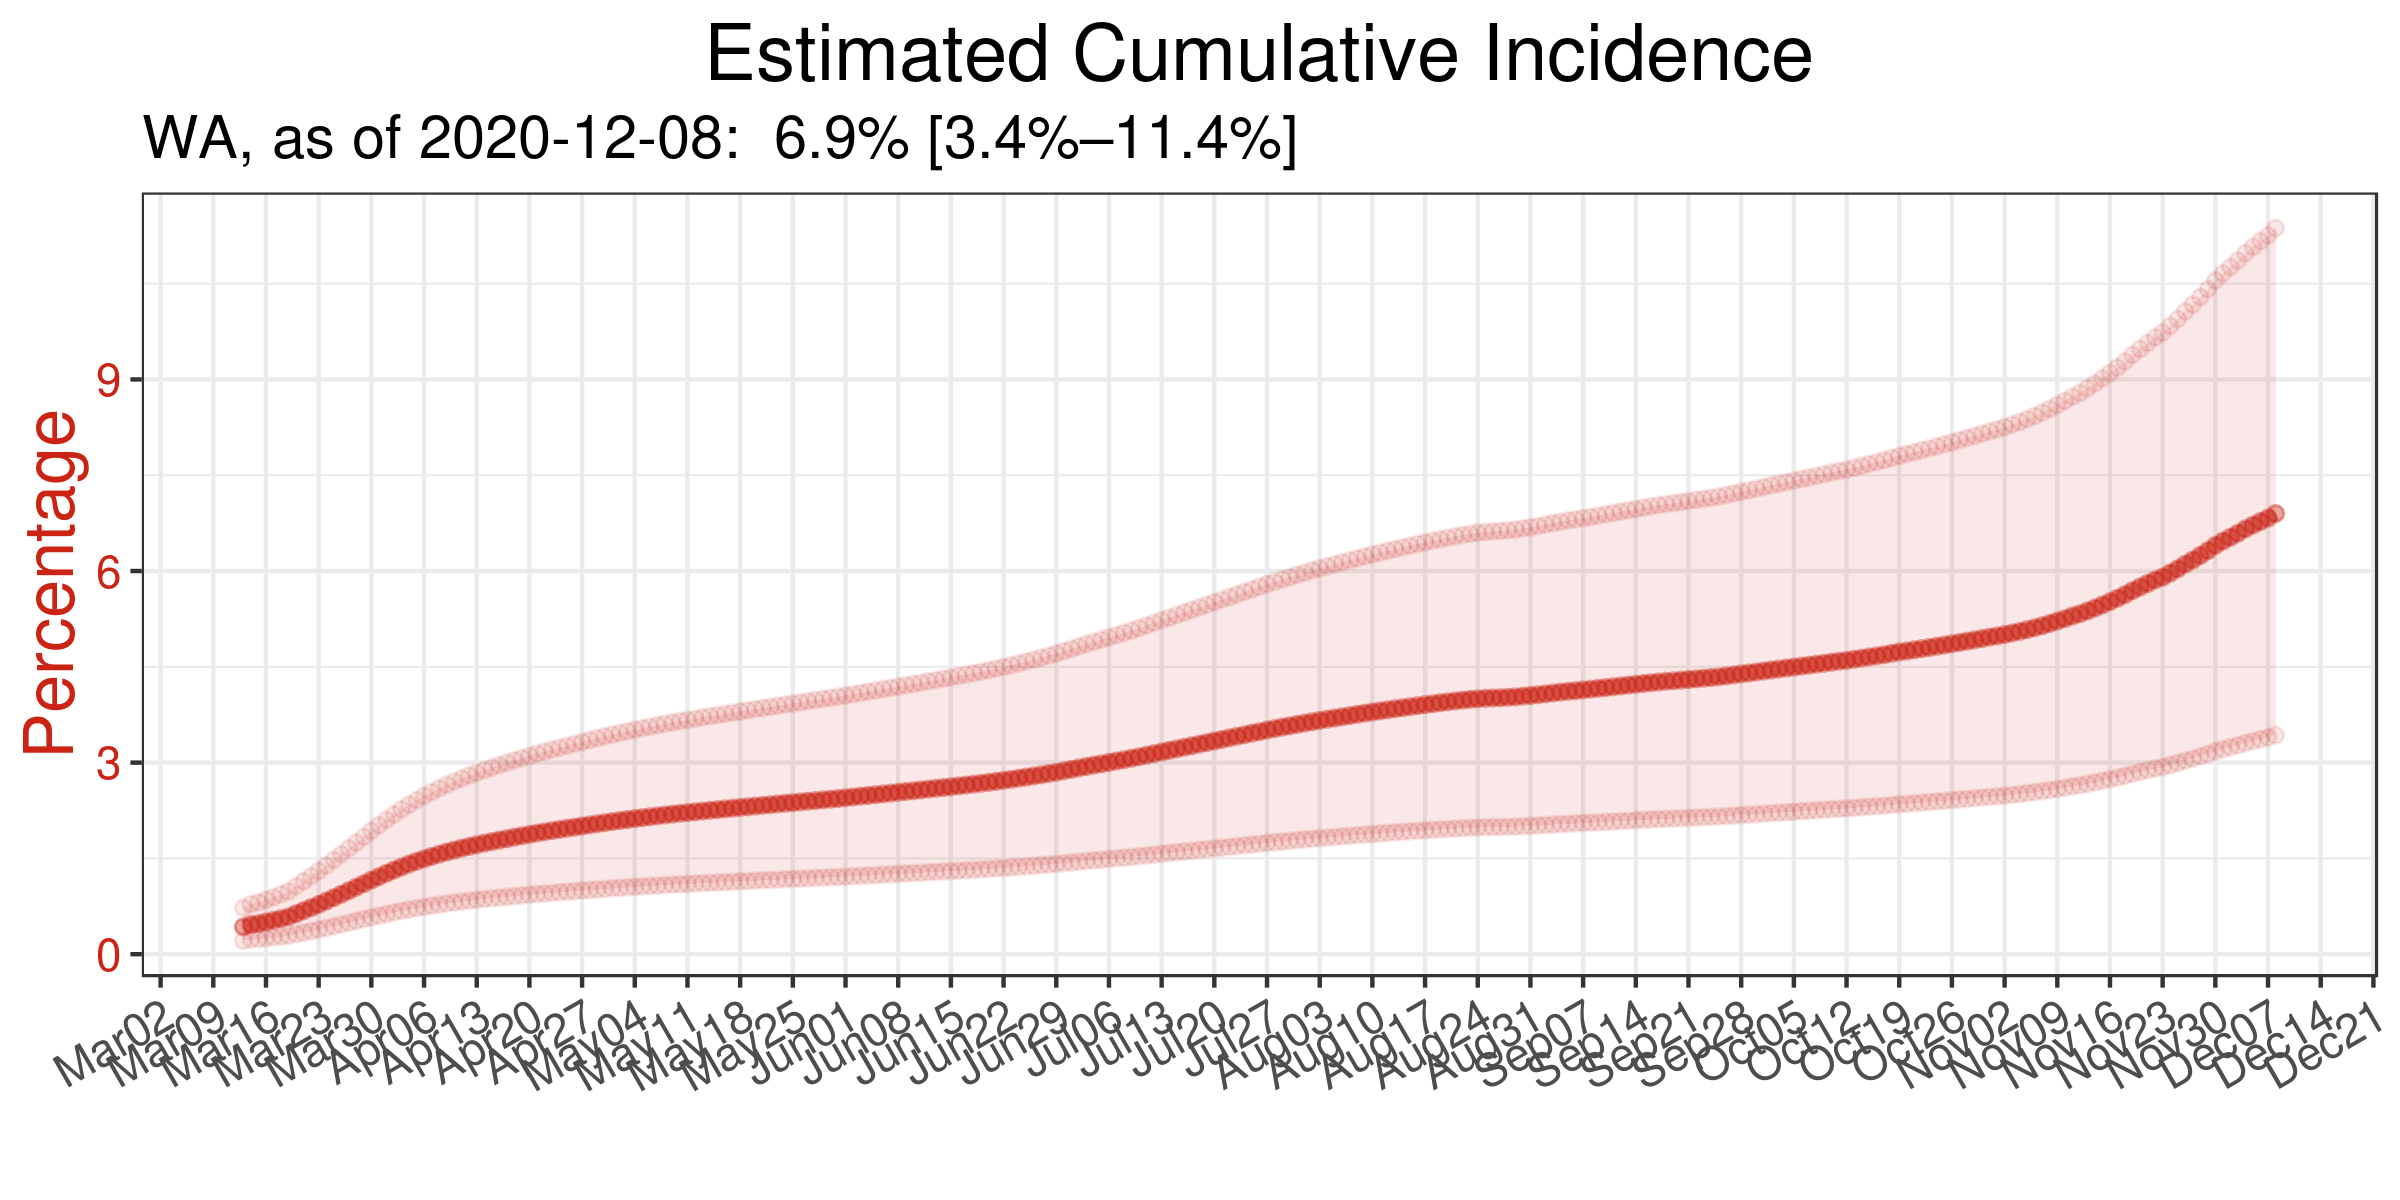 Estimated Cumulative Incidence
WA, as of 2020-12-08:  6.9% [3.4%–11.4%]
Percentage
9
6
3
0
Mar02
Mar09
Mar16
Mar23
Mar30
Apr06
Apr13
Apr20
Apr27
May04
May11
May18
May25
Jun01
Jun08
Jun15
Jun22
Jun29
Jul06
Jul13
Jul20
Jul27
Aug03
Aug10
Aug17
Aug24
Aug31
Sep07
Sep14
Sep21
Sep28
Oct05
Oct12
Oct19
Oct26
Nov02
Nov09
Nov16
Nov23
Nov30
Dec07
Dec14
Dec21